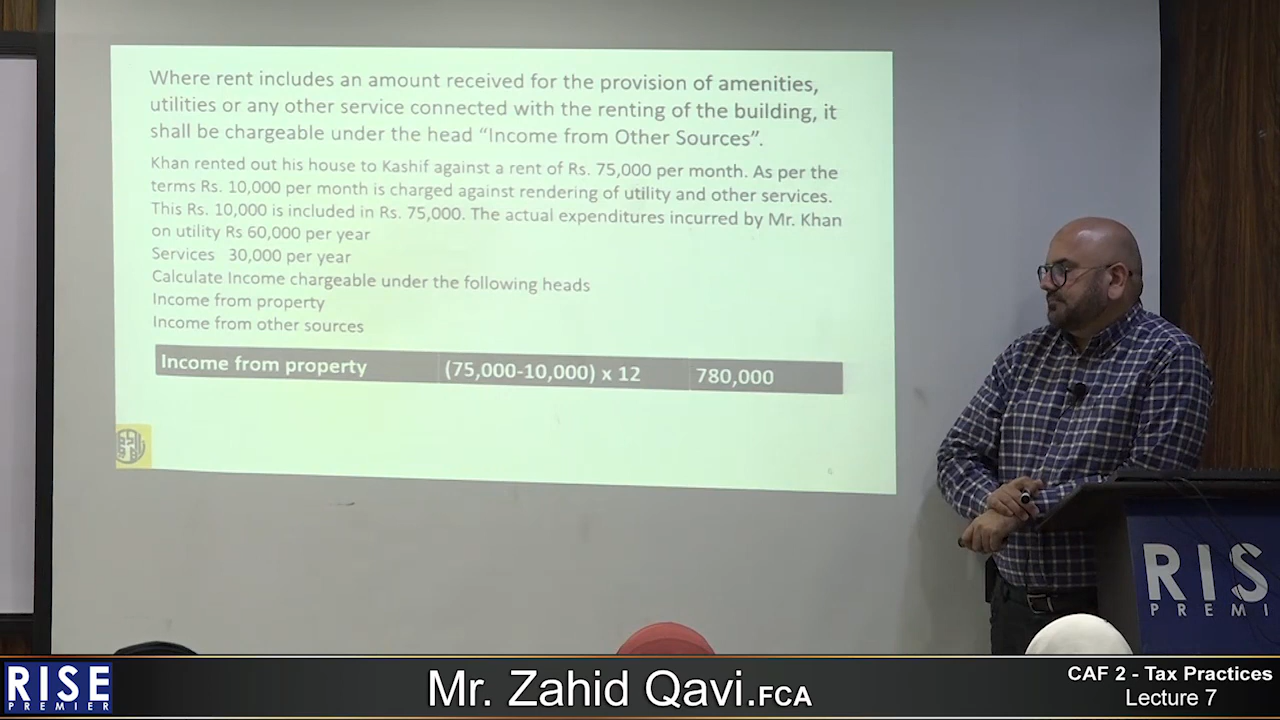 Where rent includes an amount received for the provision of amenities,
utilities or any other service connected with the renting of the building, it
shall be chargeable under the head “Income from Other Sources”.
Khan rented out his house to Kashif against a rent of Rs. 75,000 per month. As per the
terms Rs. 10,000 per month is charged against rendering of utility and other services.
This Rs. 10,000 is included in Rs. 75,000. The actual expenditures incurred by Mr. Khan
on utility Rs 60,000 per year
Services 30,000 per year
Calculate Income chargeable under the following heads
Income from property
Income from other sources
Income from property (75,000-10,000) x 12 780,000
RIS
PREMI
RISE
PREMIER
Mr. Zahid Qavi.FCA
CAF 2 - Tax Practices
Lecture 7